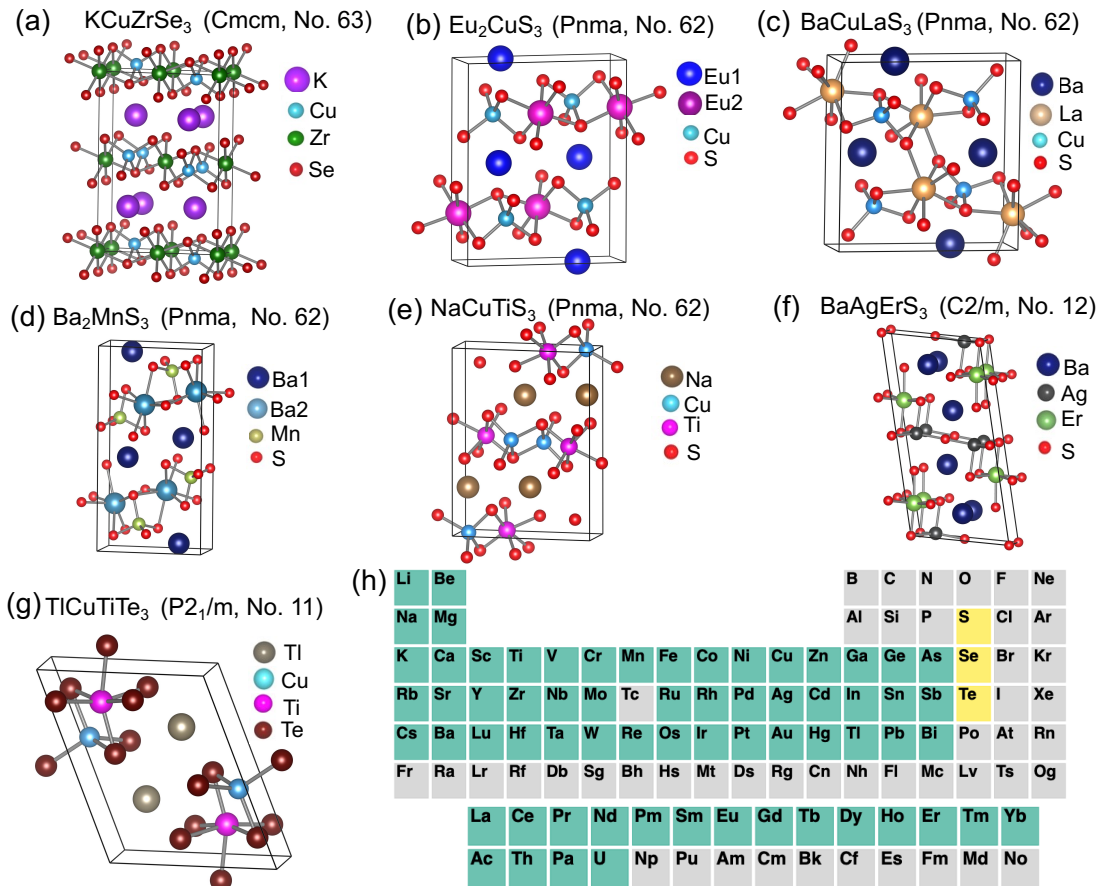 (a) KCuZrSe₃ (Cmcm, No. 63)
K
Cu
Zr
Se
(b) Eu₂CuS₃ (Pnma, No. 62)
Eu1
Eu2
Cu
S
(c) BaCuLaS₃ (Pnma, No. 62)
Ba
La
Cu
S
(d) Ba₂MnS₃ (Pnma, No. 62)
Ba1
Ba2
Mn
S
(e) NaCuTiS₃ (Pnma, No. 62)
Na
Cu
Ti
S
(f) BaAgErS₃ (C2/m, No. 12)
Ba
Ag
Er
S
(g) TlCuTiTe₃ (P2₁/m, No. 11)
Tl
Cu
Ti
Te
(h)
Li Be B C N O F Ne
Na Mg Al Si P S Cl Ar
K Ca Sc Ti V Cr Mn Fe Co Ni Cu Zn Ga Ge As Se Br Kr
Rb Sr Y Zr Nb Mo Tc Ru Rh Pd Ag Cd In Sn Sb Te I Xe
Cs Ba Lu Hf Ta W Re Os Ir Pt Au Hg Tl Pb Bi Po At Rn
Fr Ra Lr Rf Db Sg Bh Hs Mt Ds Rg Cn Nh Fl Mc Lv Ts Og
La Ce Pr Nd Pm Sm Eu Gd Tb Dy Ho Er Tm Yb
Ac Th Pa U Np Pu Am Cm Bk Cf Es Fm Md No